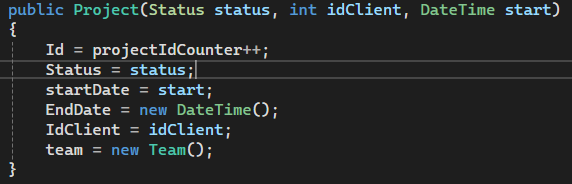 public Project(Status status, int idClient, DateTime start)
{
Id = projectIdCounter++;
Status = status;
startDate = start;
EndDate = new DateTime();
IdClient = idClient;
team = new Team();
}